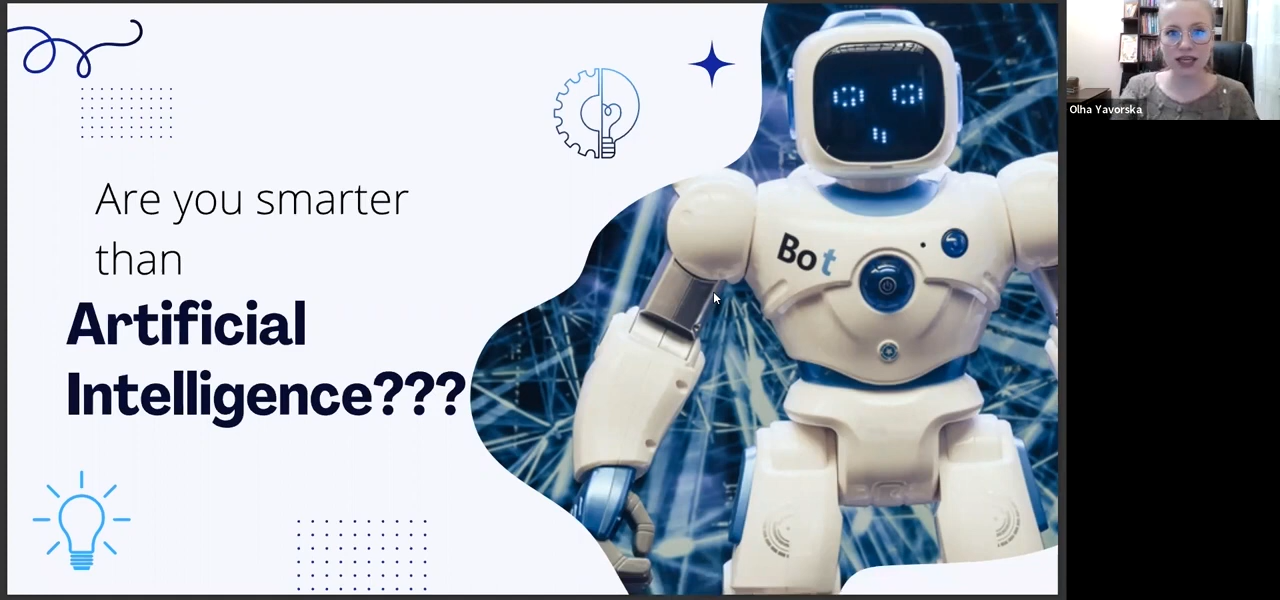 Are you smarter
than
Artificial
Intelligence???
Bot
Olha Yavorska